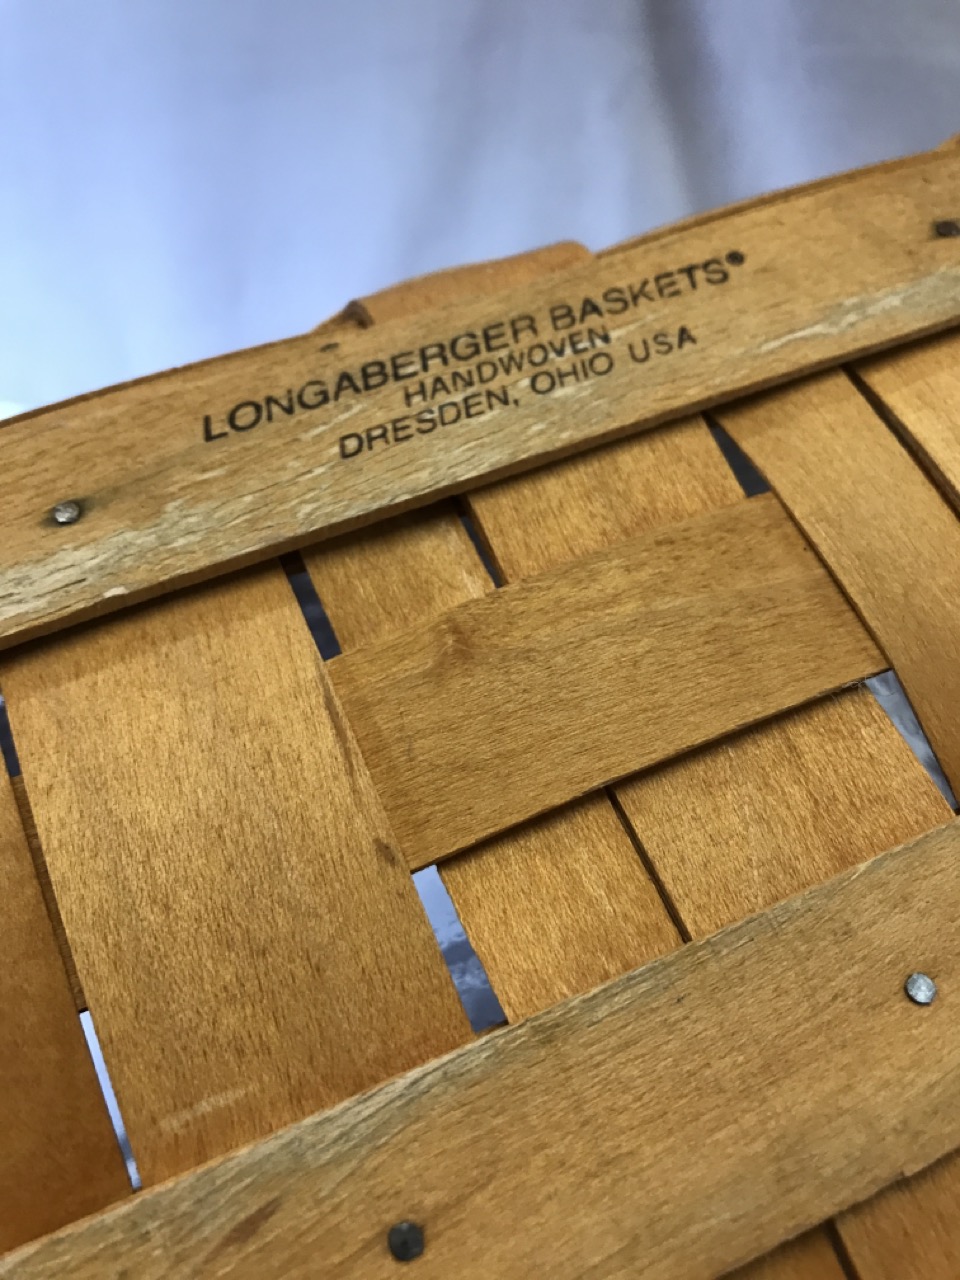 LONGABERGER BASKETS®
HANDWOVEN
DRESDEN, OHIO USA